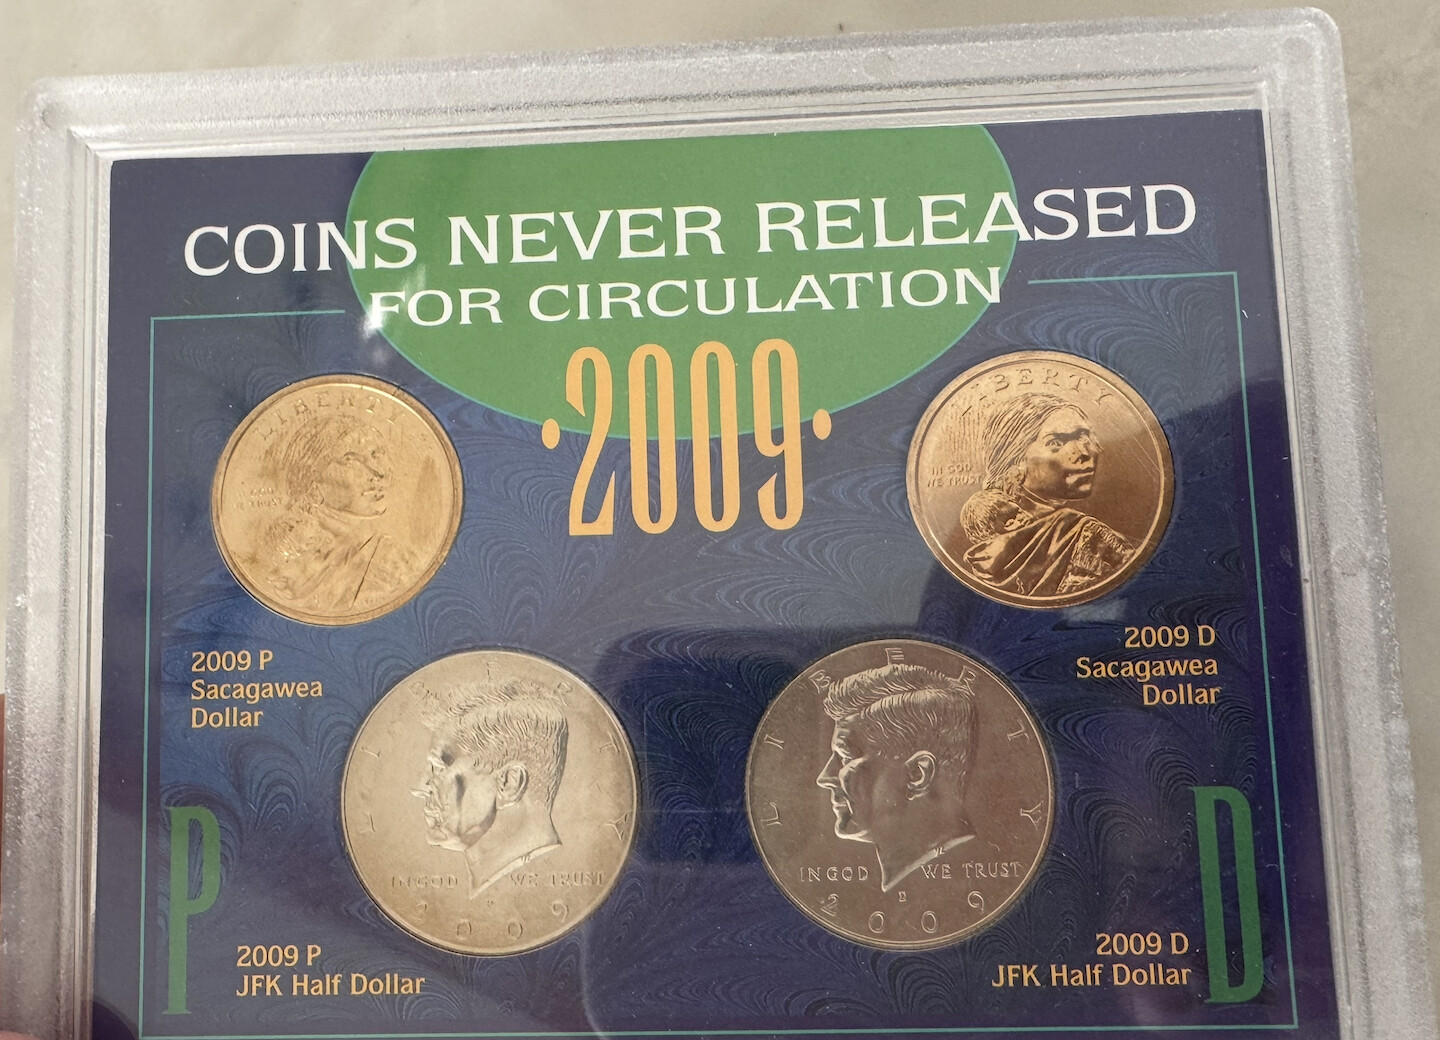 COINS NEVER RELEASED
FOR CIRCULATION
·2009·
LIBERTY
IN GOD
WE TRUST
LIBERTY
IN GOD
WE TRUST
2009 P
Sacagawea
Dollar
2009 D
Sacagawea
Dollar
LIBERTY
IN GOD WE TRUST
P
2009
LIBERTY
IN GOD WE TRUST
D
2009
P
D
2009 P
JFK Half Dollar
2009 D
JFK Half Dollar